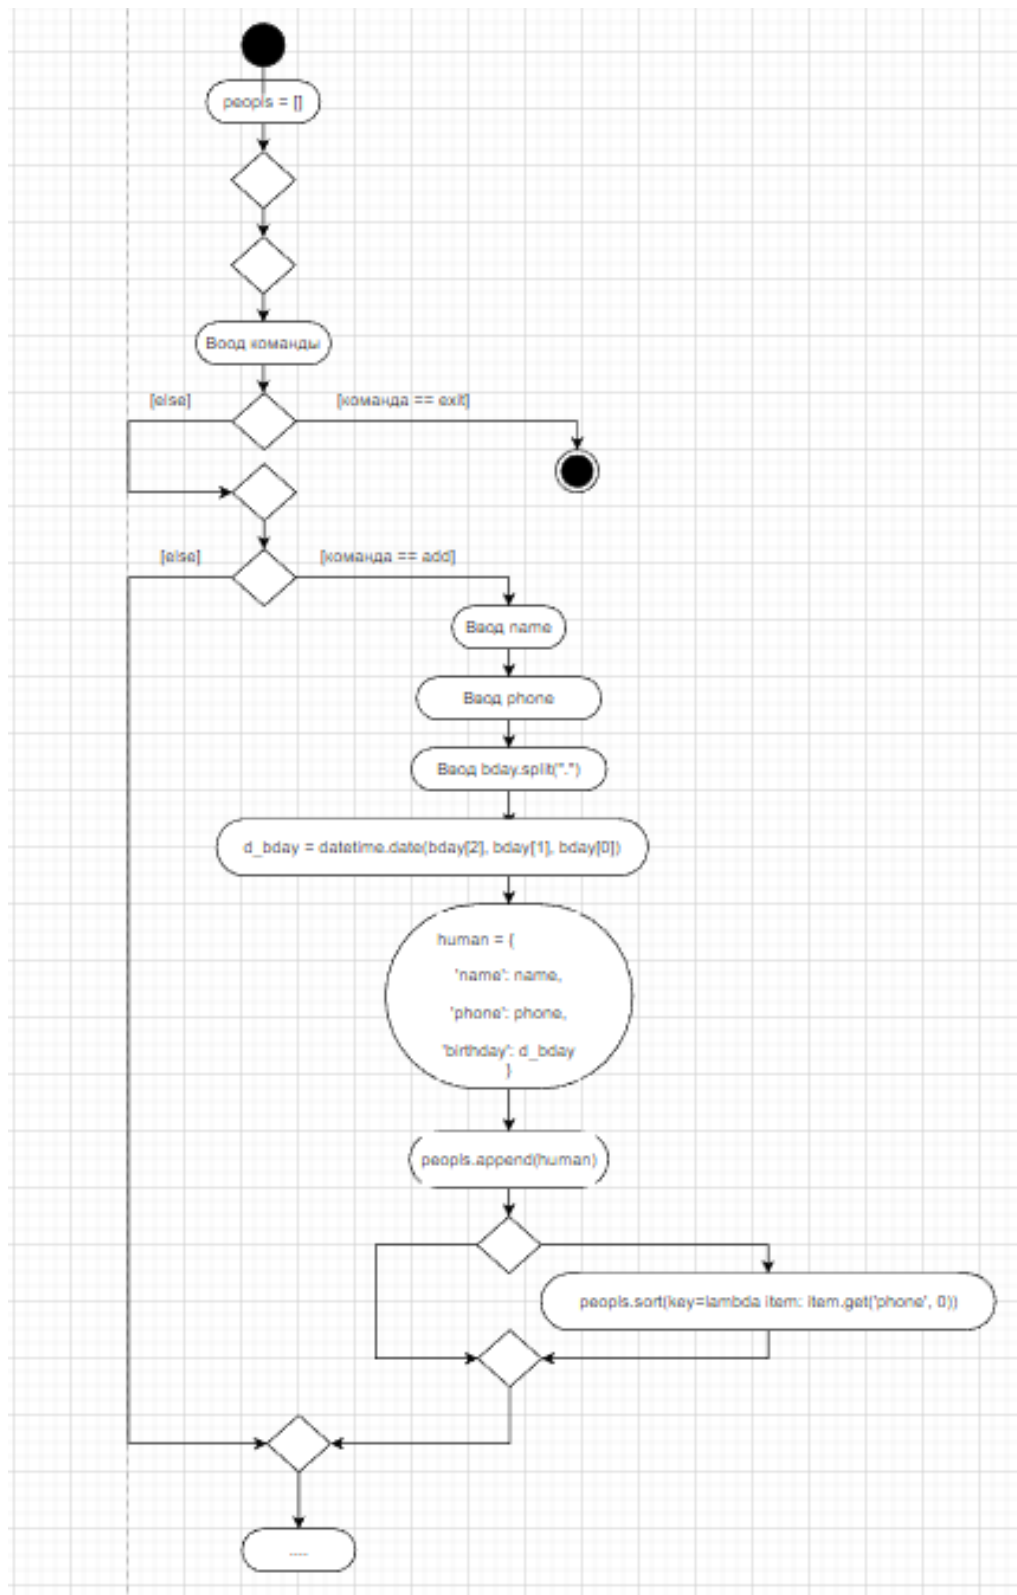 peopls = []
Ввод команды
[else]
[команда == exit]
[else]
[команда == add]
Ввод name
Ввод phone
Ввод bday.split(".")
d_bday = datetime.date(bday[2], bday[1], bday[0])
human = {
'name': name,
'phone': phone,
'birthday': d_bday
}
peopls.append(human)
peopls.sort(key=lambda item: item.get('phone', 0))
....